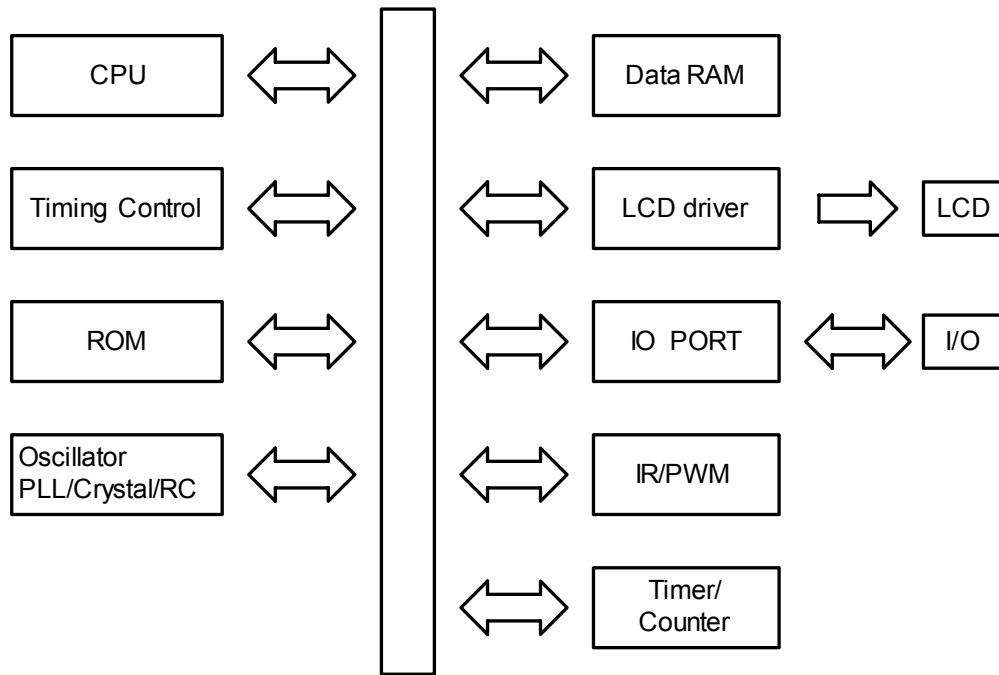 CPU
Data RAM
Timing Control
LCD driver
LCD
ROM
IO PORT
I/O
Oscillator
PLL/Crystal/RC
IR/PWM
Timer/
Counter